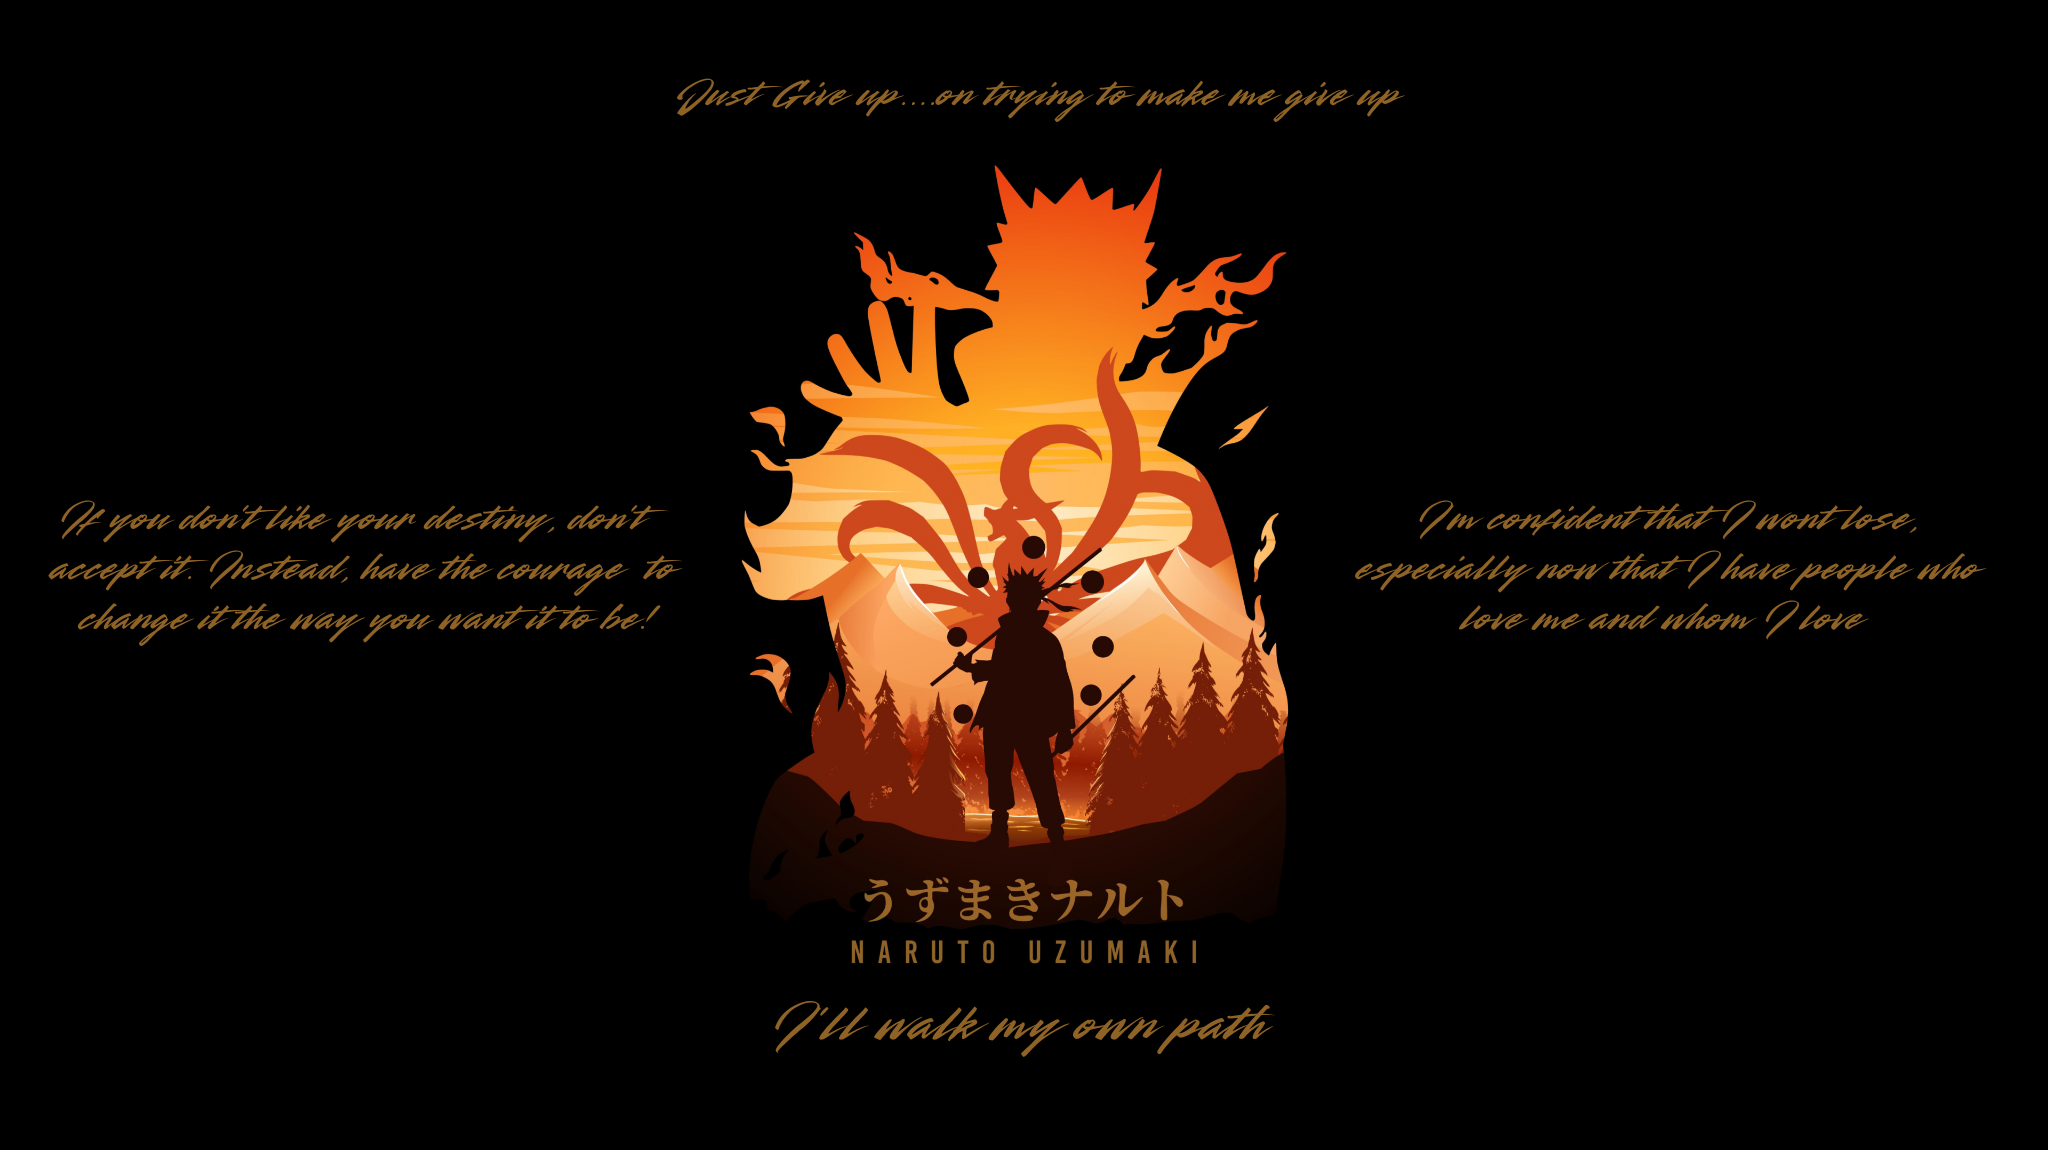 Just Give up....on trying to make me give up
If you don't like your destiny, don't
accept it. Instead, have the courage to
change it the way you want it to be!
Im confident that I wont lose,
especially now that I have people who
love me and whom I love
うずまきナルト
NARUTO UZUMAKI
I'll walk my own path